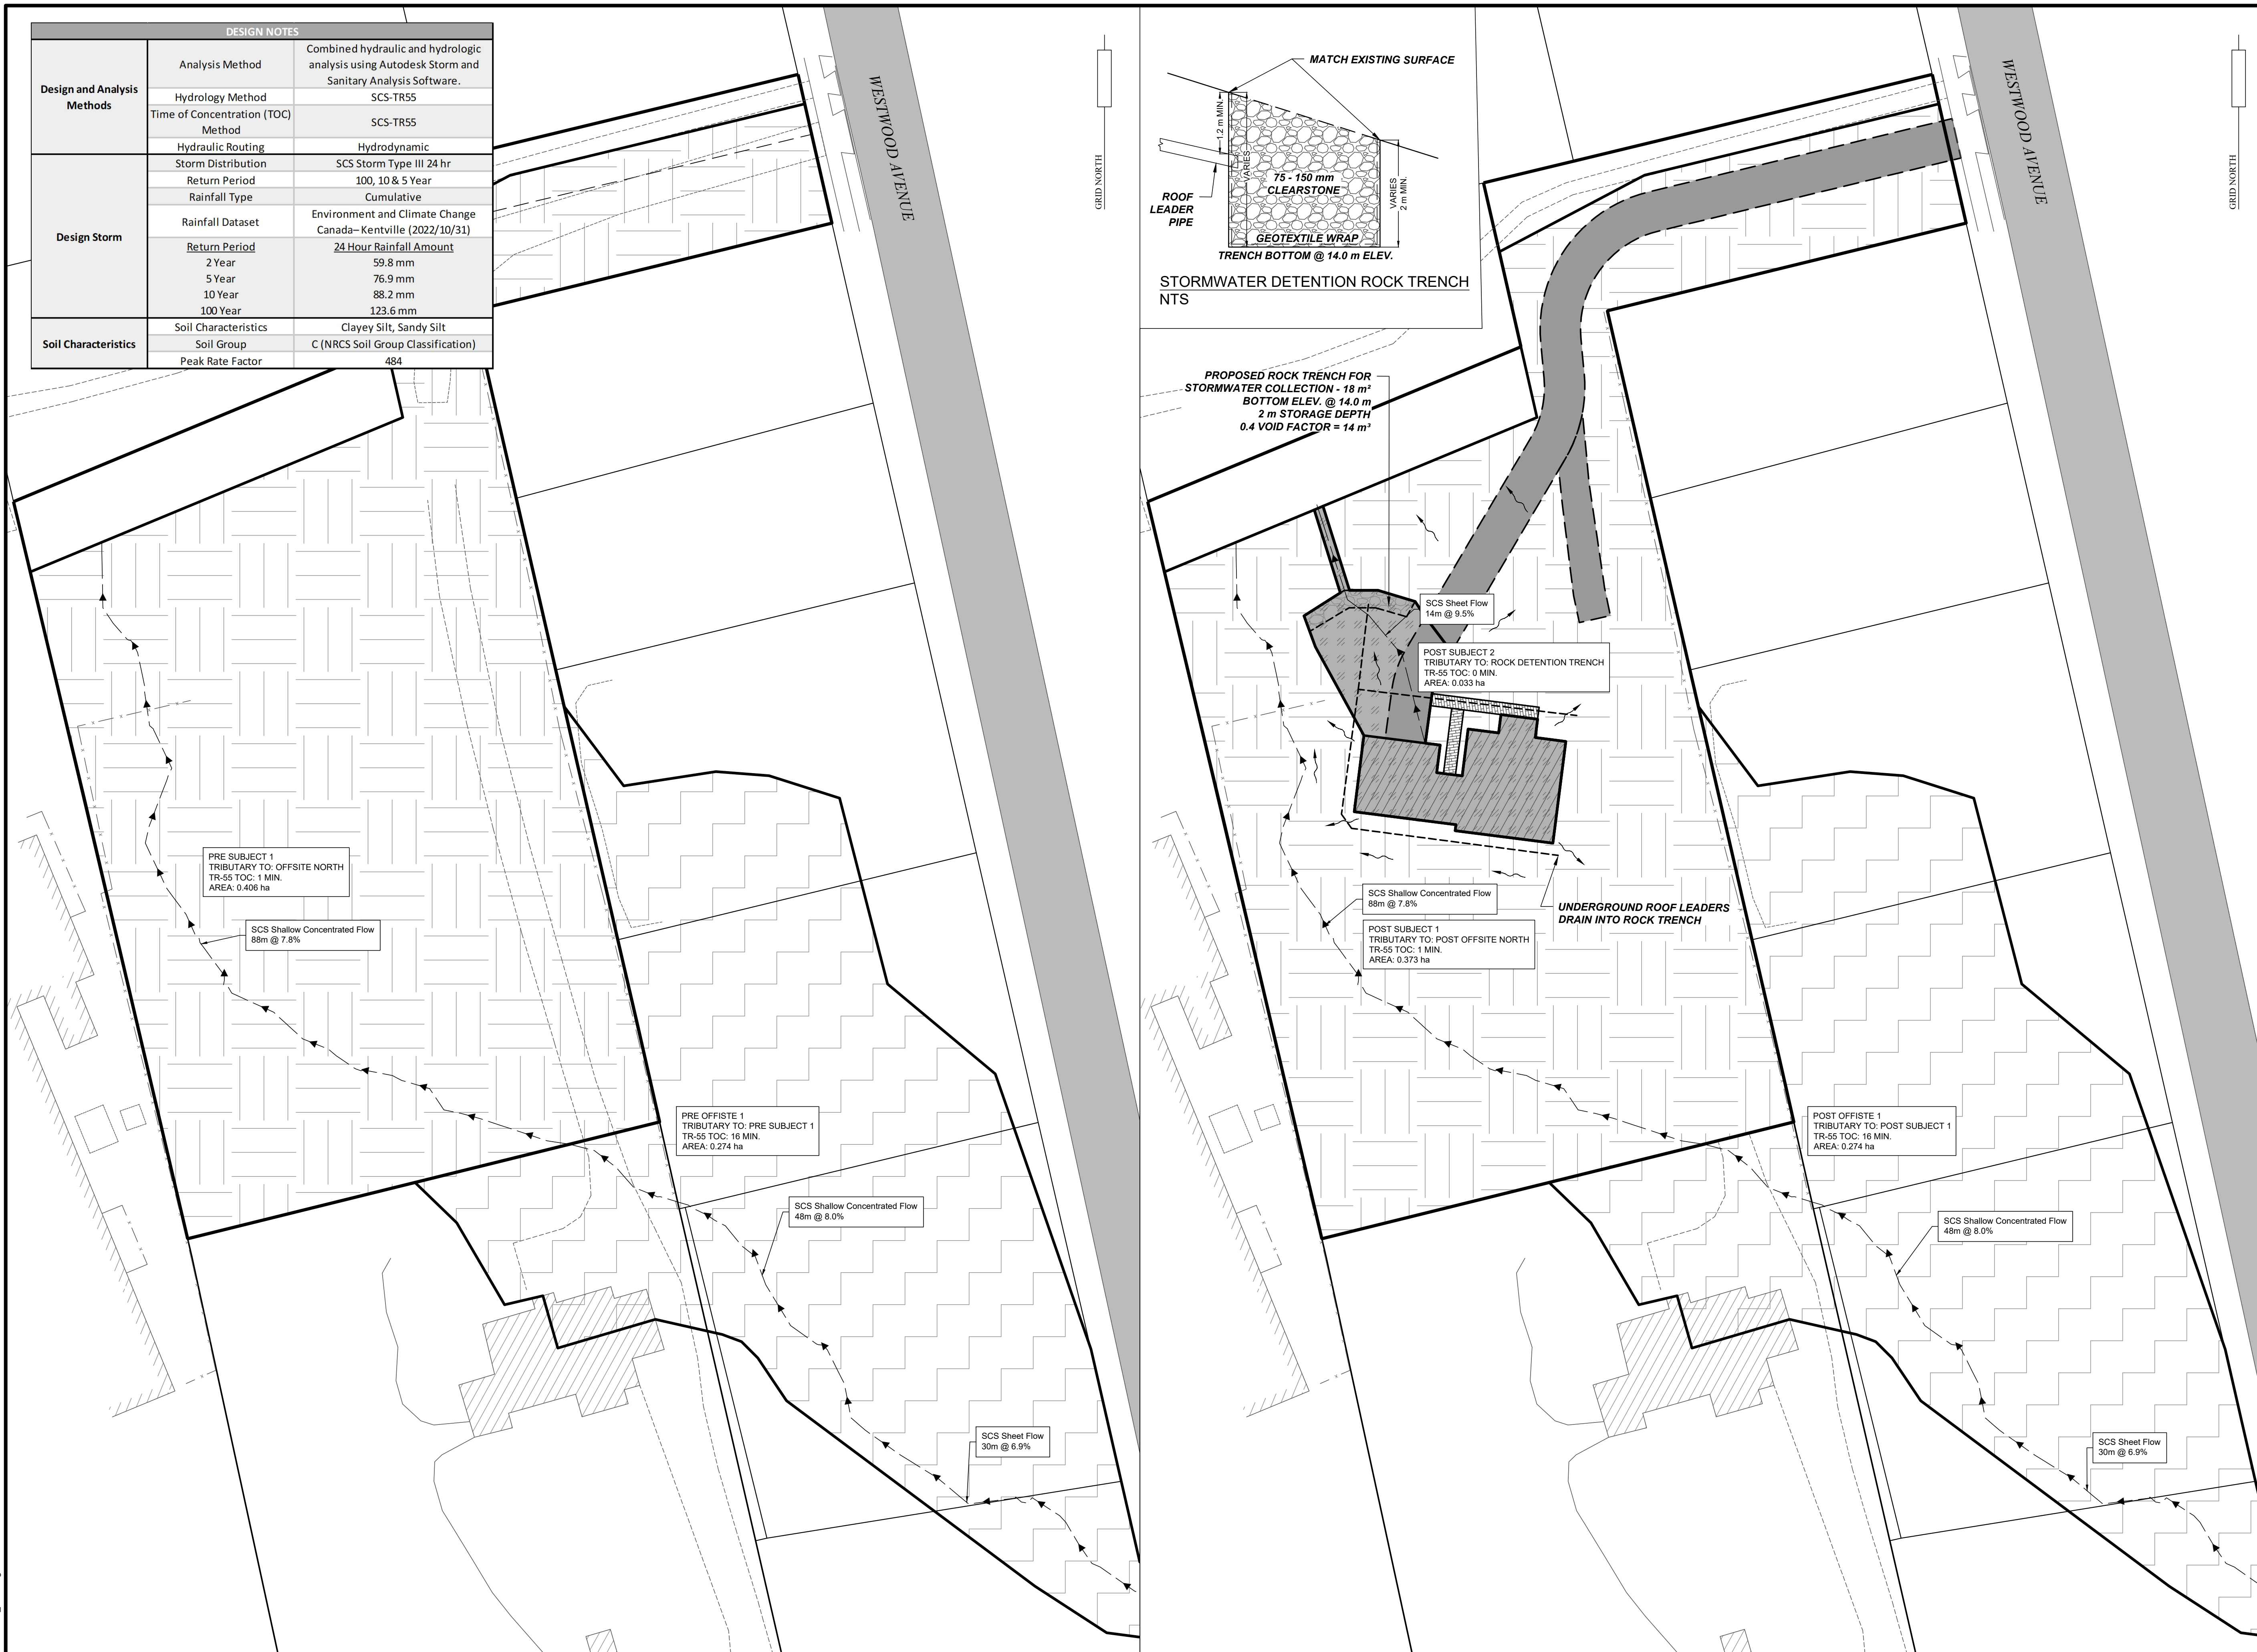 DESIGN NOTES
Design and Analysis
Methods
Analysis Method
Combined hydraulic and hydrologic
analysis using Autodesk Storm and
Sanitary Analysis Software.
Hydrology Method
SCS-TR55
Time of Concentration (TOC)
Method
SCS-TR55
Hydraulic Routing
Hydrodynamic
Design Storm
Storm Distribution
SCS Storm Type III 24 hr
Return Period
100, 10 & 5 Year
Rainfall Type
Cumulative
Rainfall Dataset
Environment and Climate Change
Canada– Kentville (2022/10/31)
Return Period
24 Hour Rainfall Amount
2 Year
59.8 mm
5 Year
76.9 mm
10 Year
88.2 mm
100 Year
123.6 mm
Soil Characteristics
Soil Characteristics
Clayey Silt, Sandy Silt
Soil Group
C (NRCS Soil Group Classification)
Peak Rate Factor
484
WESTWOOD AVENUE
GRID NORTH
PRE SUBJECT 1
TRIBUTARY TO: OFFSITE NORTH
TR-55 TOC: 1 MIN.
AREA: 0.406 ha
SCS Shallow Concentrated Flow
88m @ 7.8%
PRE OFFISTE 1
TRIBUTARY TO: PRE SUBJECT 1
TR-55 TOC: 16 MIN.
AREA: 0.274 ha
SCS Shallow Concentrated Flow
48m @ 8.0%
SCS Sheet Flow
30m @ 6.9%
MATCH EXISTING SURFACE
1.2 m MIN.
VARIES
75 - 150 mm
CLEARSTONE
VARIES
2 m MIN.
ROOF
LEADER
PIPE
GEOTEXTILE WRAP
TRENCH BOTTOM @ 14.0 m ELEV.
STORMWATER DETENTION ROCK TRENCH
NTS
WESTWOOD AVENUE
GRID NORTH
PROPOSED ROCK TRENCH FOR
STORMWATER COLLECTION - 18 m²
BOTTOM ELEV. @ 14.0 m
2 m STORAGE DEPTH
0.4 VOID FACTOR = 14 m³
SCS Sheet Flow
14m @ 9.5%
POST SUBJECT 2
TRIBUTARY TO: ROCK DETENTION TRENCH
TR-55 TOC: 0 MIN.
AREA: 0.033 ha
SCS Shallow Concentrated Flow
88m @ 7.8%
UNDERGROUND ROOF LEADERS
DRAIN INTO ROCK TRENCH
POST SUBJECT 1
TRIBUTARY TO: POST OFFSITE NORTH
TR-55 TOC: 1 MIN.
AREA: 0.373 ha
POST OFFISTE 1
TRIBUTARY TO: POST SUBJECT 1
TR-55 TOC: 16 MIN.
AREA: 0.274 ha
SCS Shallow Concentrated Flow
48m @ 8.0%
SCS Sheet Flow
30m @ 6.9%